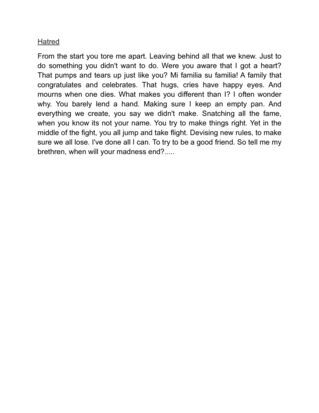 Hatred
From the start you tore me apart. Leaving behind all that we knew. Just to
do something you didn't want to do. Were you aware that I got a heart?
That pumps and tears up just like you? Mi familia su familia! A family that
congratulates and celebrates. That hugs, cries have happy eyes. And
mourns when one dies. What makes you different than I? I often wonder
why. You barely lend a hand. Making sure I keep an empty pan. And
everything we create, you say we didn't make. Snatching all the fame,
when you know its not your name. You try to make things right. Yet in the
middle of the fight, you all jump and take flight. Devising new rules, to make
sure we all lose. I've done all I can. To try to be a good friend. So tell me my
brethren, when will your madness end?.....